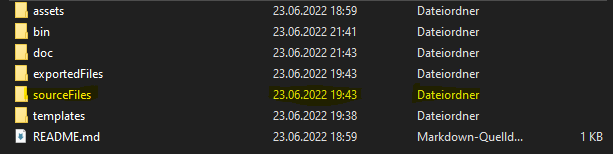 assets 23.06.2022 18:59 Dateiordner
bin 23.06.2022 21:41 Dateiordner
doc 23.06.2022 21:43 Dateiordner
exportedFiles 23.06.2022 19:43 Dateiordner
sourceFiles 23.06.2022 19:43 Dateiordner
templates 23.06.2022 19:38 Dateiordner
README.md 23.06.2022 18:59 Markdown-Quelld... 1 KB